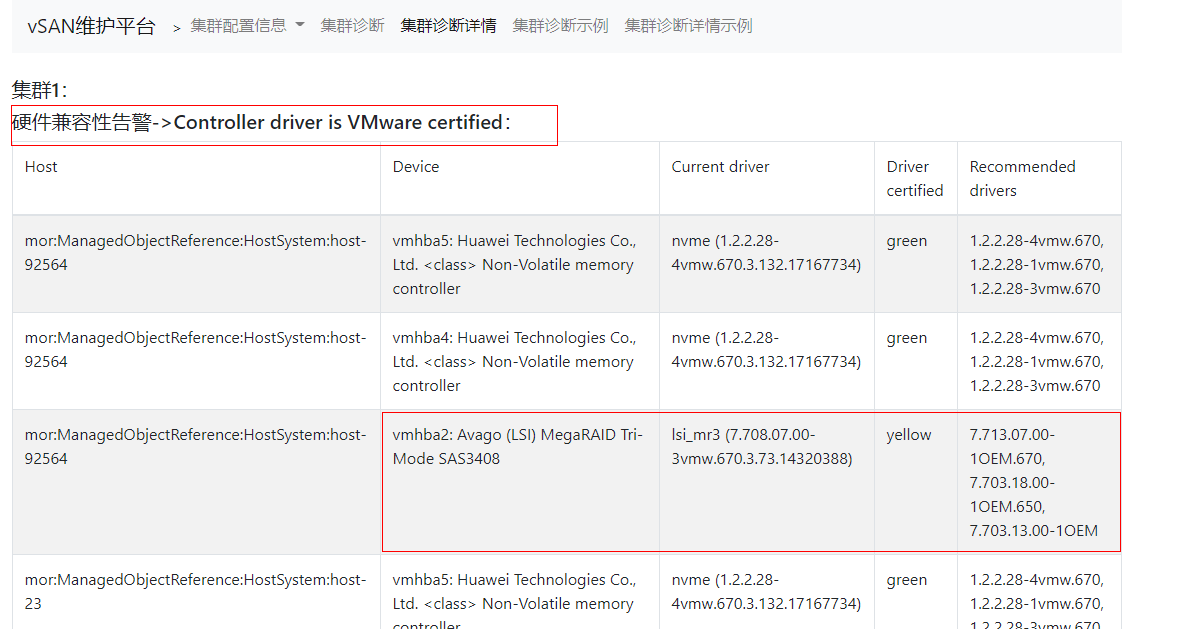 vSAN维护平台 > 集群配置信息 集群诊断 集群诊断详情 集群诊断示例 集群诊断详情示例
集群1：
硬件兼容性告警->Controller driver is VMware certified：
Host Device Current driver Driver certified Recommended drivers
mor:ManagedObjectReference:HostSystem:host-
92564
vmhba5: Huawei Technologies Co.,
Ltd. <class> Non-Volatile memory
controller
nvme (1.2.2.28-
4vmw.670.3.132.17167734)
green
1.2.2.28-4vmw.670,
1.2.2.28-1vmw.670,
1.2.2.28-3vmw.670
mor:ManagedObjectReference:HostSystem:host-
92564
vmhba4: Huawei Technologies Co.,
Ltd. <class> Non-Volatile memory
controller
nvme (1.2.2.28-
4vmw.670.3.132.17167734)
green
1.2.2.28-4vmw.670,
1.2.2.28-1vmw.670,
1.2.2.28-3vmw.670
mor:ManagedObjectReference:HostSystem:host-
92564
vmhba2: Avago (LSI) MegaRAID Tri-
Mode SAS3408
lsi_mr3 (7.708.07.00-
3vmw.670.3.73.14320388)
yellow
7.713.07.00-
1OEM.670,
7.703.18.00-
1OEM.650,
7.703.13.00-1OEM
mor:ManagedObjectReference:HostSystem:host-
23
vmhba5: Huawei Technologies Co.,
Ltd. <class> Non-Volatile memory
controller
nvme (1.2.2.28-
4vmw.670.3.132.17167734)
green
1.2.2.28-4vmw.670,
1.2.2.28-1vmw.670,
1.2.2.28-3vmw.670